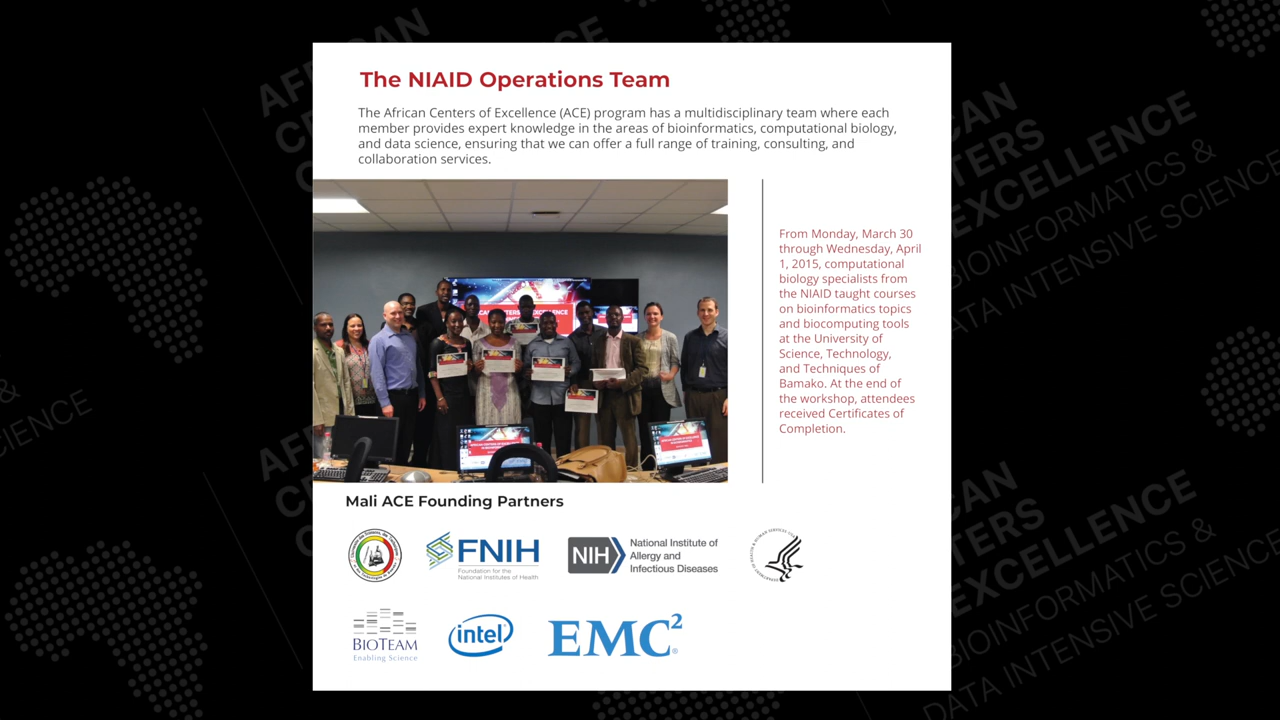 The NIAID Operations Team
The African Centers of Excellence (ACE) program has a multidisciplinary team where each
member provides expert knowledge in the areas of bioinformatics, computational biology,
and data science, ensuring that we can offer a full range of training, consulting, and
collaboration services.
From Monday, March 30
through Wednesday, April
1, 2015, computational
biology specialists from
the NIAID taught courses
on bioinformatics topics
and biocomputing tools
at the University of
Science, Technology,
and Techniques of
Bamako. At the end of
the workshop, attendees
received Certificates of
Completion.
Mali ACE Founding Partners
FNIH
Foundation for the
National Institutes of Health
NIH
National Institute of
Allergy and
Infectious Diseases
DEPARTMENT OF HEALTH & HUMAN SERVICES USA
BIOTEAM
Enabling Science
intel
EMC²
AFRICAN
CENTERS
EXCELLENCE
BIOINFORMATICS &
DATA INTENSIVE SCIENCE